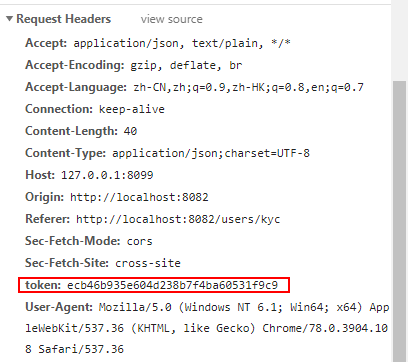 ▼ Request Headers view source
Accept: application/json, text/plain, */*
Accept-Encoding: gzip, deflate, br
Accept-Language: zh-CN,zh;q=0.9,zh-HK;q=0.8,en;q=0.7
Connection: keep-alive
Content-Length: 40
Content-Type: application/json;charset=UTF-8
Host: 127.0.0.1:8099
Origin: http://localhost:8082
Referer: http://localhost:8082/users/kyc
Sec-Fetch-Mode: cors
Sec-Fetch-Site: cross-site
token: ecb46b935e604d238b7f4ba60531f9c9
User-Agent: Mozilla/5.0 (Windows NT 6.1; Win64; x64) App
leWebKit/537.36 (KHTML, like Gecko) Chrome/78.0.3904.10
8 Safari/537.36